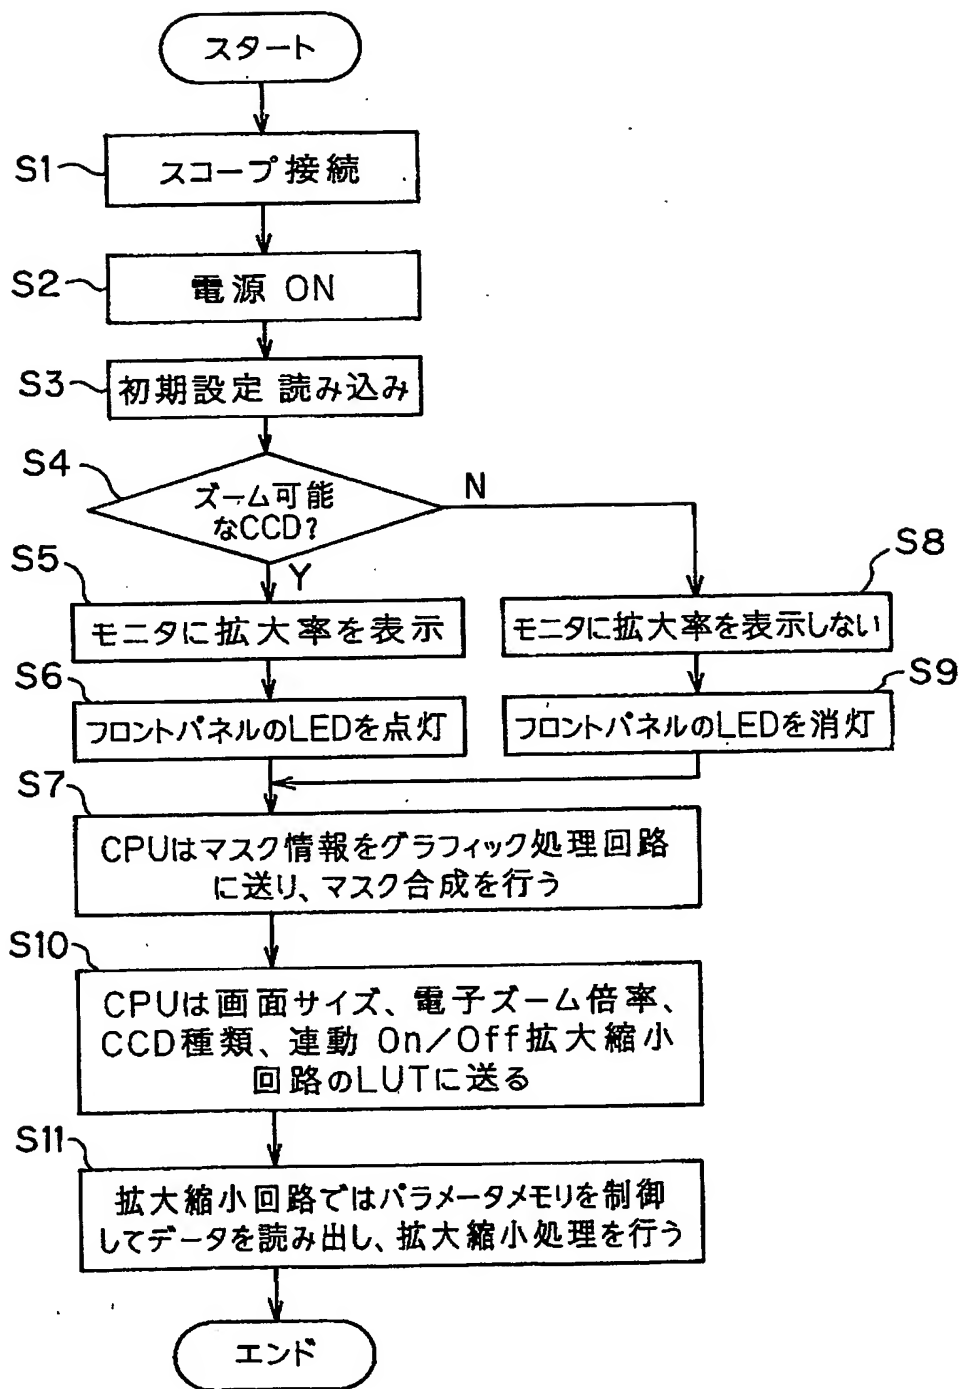 スタート
S1
スコープ接続
S2
電源 ON
S3
初期設定 読み込み
S4
ズーム可能
なCCD?
N
Y
S5
モニタに拡大率を表示
S8
モニタに拡大率を表示しない
S6
フロントパネルのLEDを点灯
S9
フロントパネルのLEDを消灯
S7
CPUはマスク情報をグラフィック処理回路
に送り、マスク合成を行う
S10
CPUは画面サイズ、電子ズーム倍率、
CCD種類、連動 On/Off拡大縮小
回路のLUTに送る
S11
拡大縮小回路ではパラメータメモリを制御
してデータを読み出し、拡大縮小処理を行う
エンド